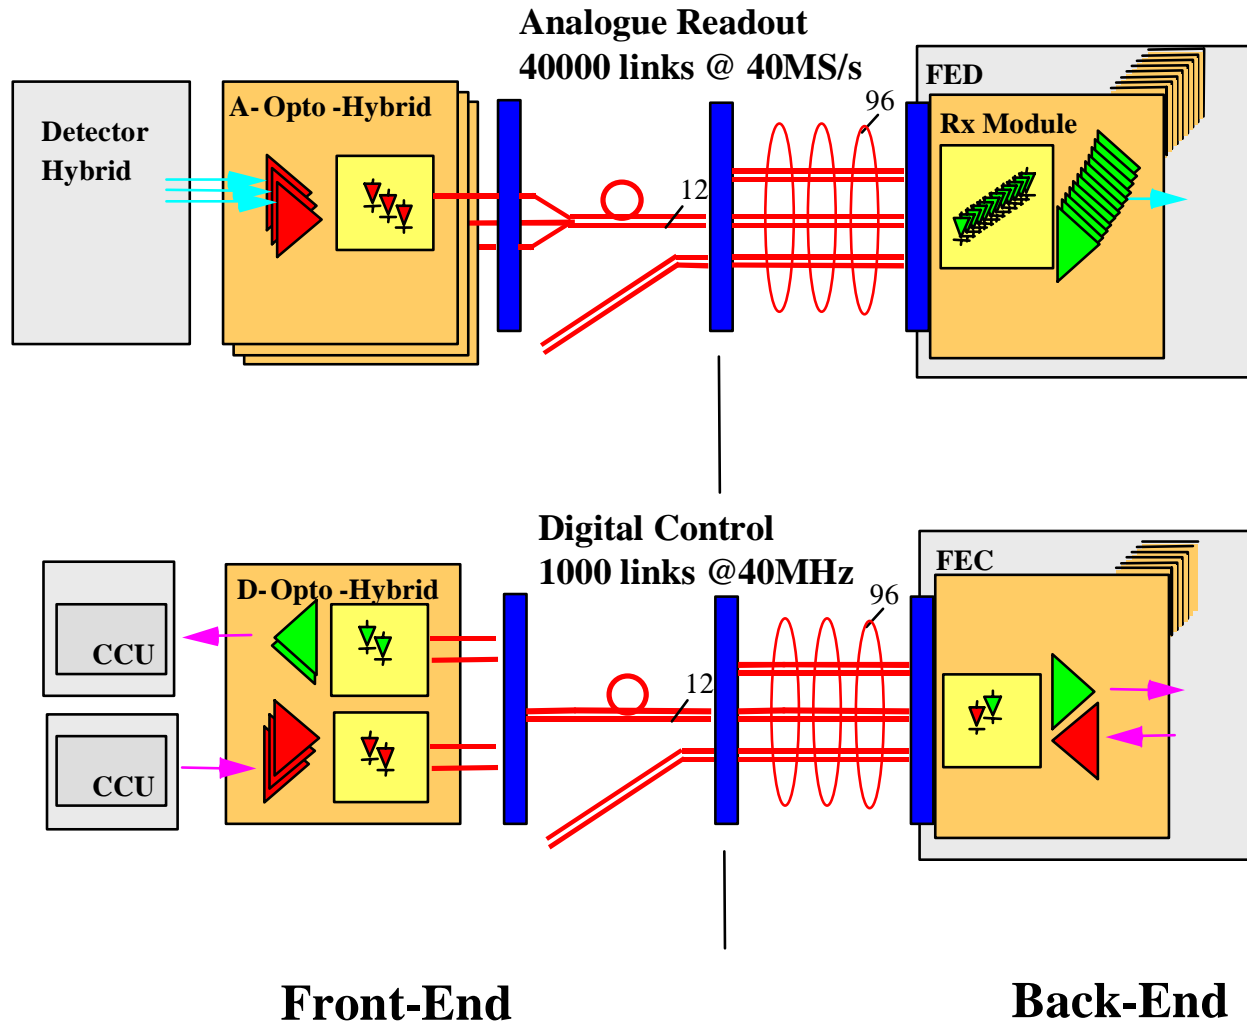 Analogue Readout
40000 links @ 40MS/s
Detector
Hybrid
A- Opto -Hybrid
12
96
FED
Rx Module
Digital Control
1000 links @40MHz
CCU
CCU
D- Opto -Hybrid
12
96
FEC
Front-End
Back-End